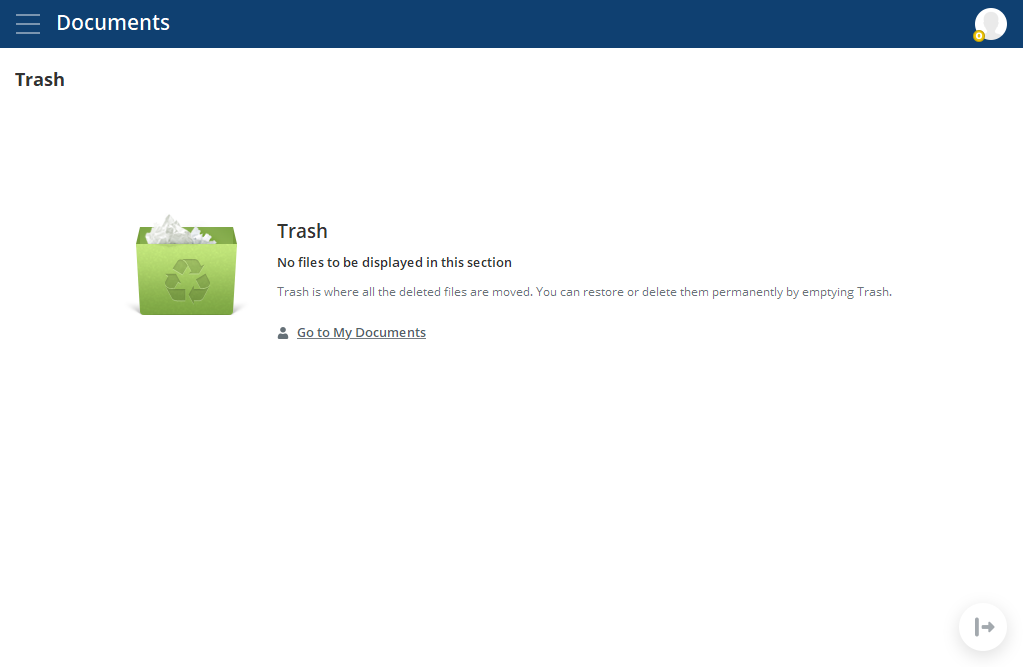 Documents
Trash
Trash
No files to be displayed in this section
Trash is where all the deleted files are moved. You can restore or delete them permanently by emptying Trash.
Go to My Documents